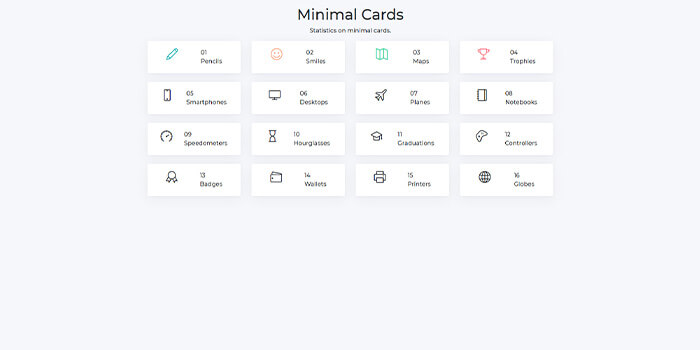 Minimal Cards
Statistics on minimal cards.
01
Pencils
02
Smiles
03
Maps
04
Trophies
05
Smartphones
06
Desktops
07
Planes
08
Notebooks
09
Speedometers
10
Hourglasses
11
Graduations
12
Controllers
13
Badges
14
Wallets
15
Printers
16
Globes